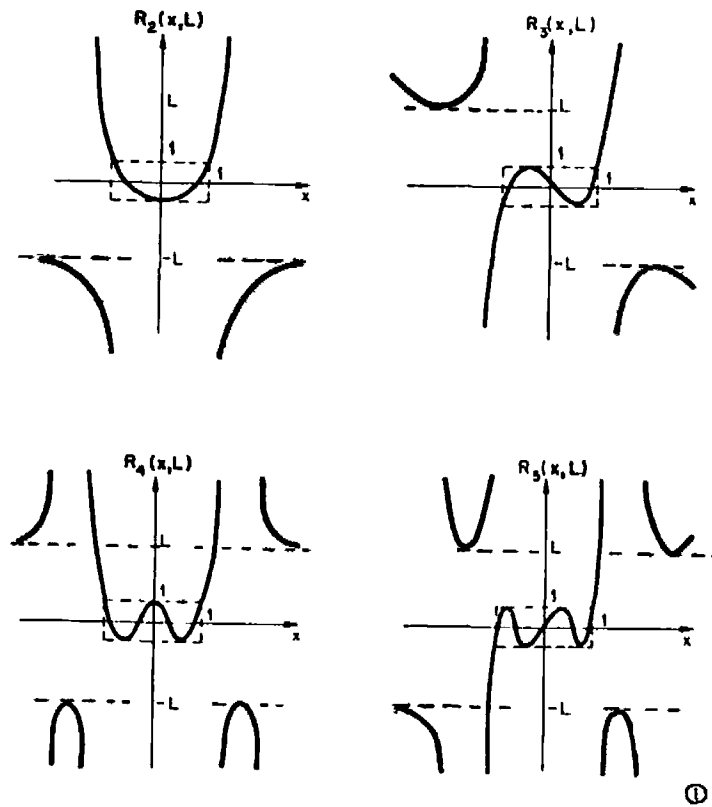 R2(x,L)
L
1
1
x
-L
R3(x,L)
L
1
1
x
-L
R4(x,L)
L
1
1
x
-L
R5(x,L)
L
1
1
x
-L
①